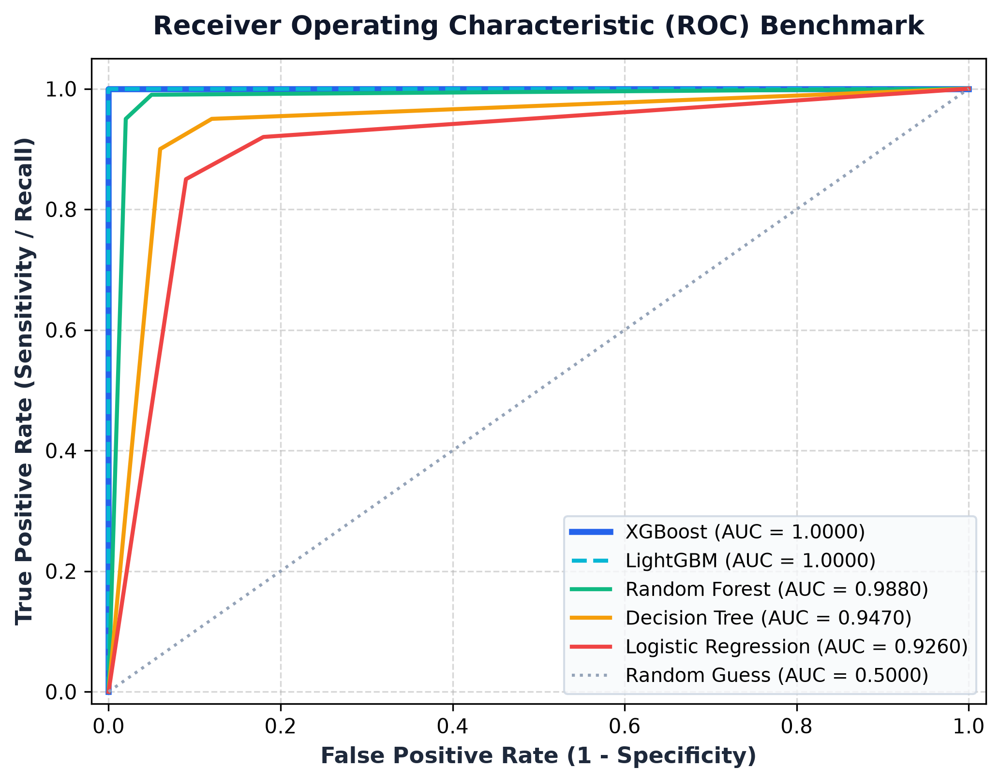 Receiver Operating Characteristic (ROC) Benchmark
True Positive Rate (Sensitivity / Recall)
1.0
0.8
0.6
0.4
0.2
0.0
XGBoost (AUC = 1.0000)
LightGBM (AUC = 1.0000)
Random Forest (AUC = 0.9880)
Decision Tree (AUC = 0.9470)
Logistic Regression (AUC = 0.9260)
Random Guess (AUC = 0.5000)
0.0 0.2 0.4 0.6 0.8 1.0
False Positive Rate (1 - Specificity)